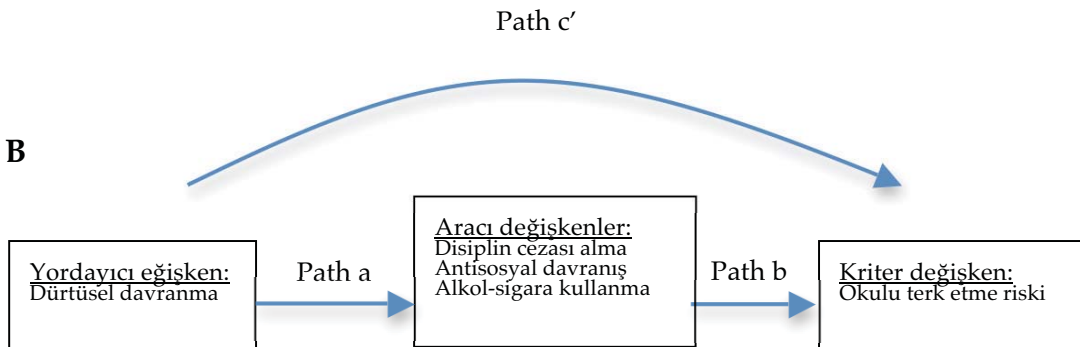 Path c’
B
Yordayıcı eğişken:
Dürtüsel davranma
Path a
Aracı değişkenler:
Disiplin cezası alma
Antisosyal davranış
Alkol-sigara kullanma
Path b
Kriter değişken:
Okulu terk etme riski